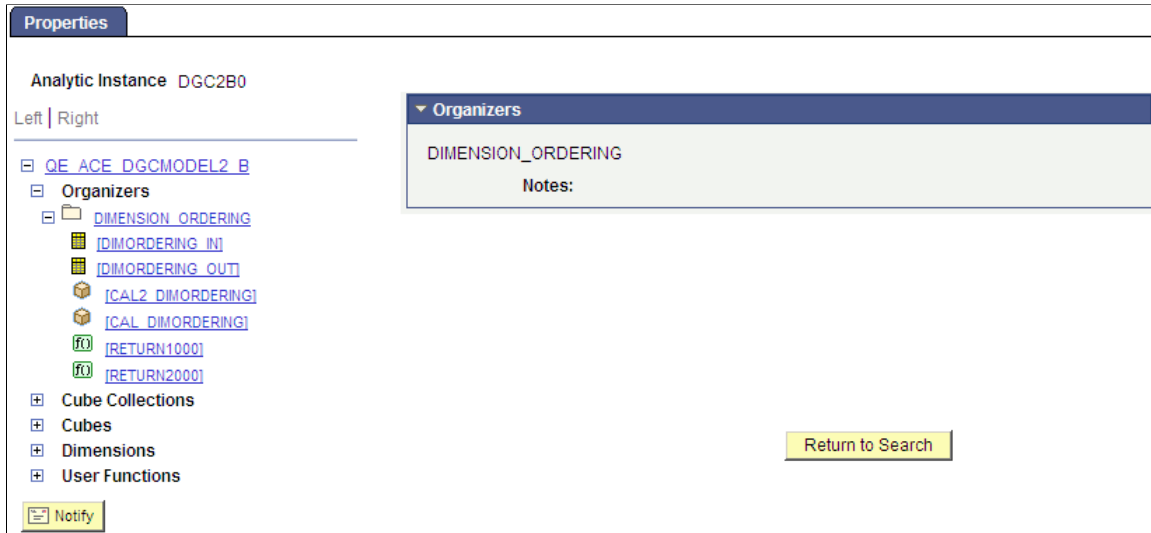 Properties
Analytic Instance DGC2B0
Left | Right
QE_ACE_DGCMODEL2_B
Organizers
DIMENSION_ORDERING
[DIMORDERING_IN]
[DIMORDERING_OUT]
[CAL2_DIMORDERING]
[CAL_DIMORDERING]
f() [RETURN1000]
f() [RETURN2000]
Cube Collections
Cubes
Dimensions
User Functions
Notify
Organizers
DIMENSION_ORDERING
Notes:
Return to Search